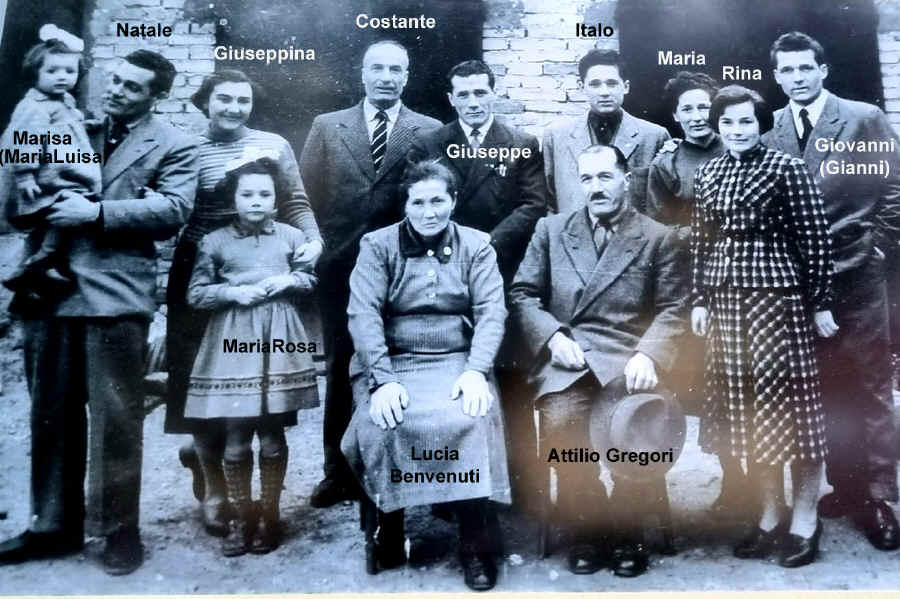 Natale
Giuseppina
Costante
Italo
Maria
Rina
Marisa
(MariaLuisa
Giuseppe
Giovanni
(Gianni)
MariaRosa
Lucia
Benvenuti
Attilio Gregori